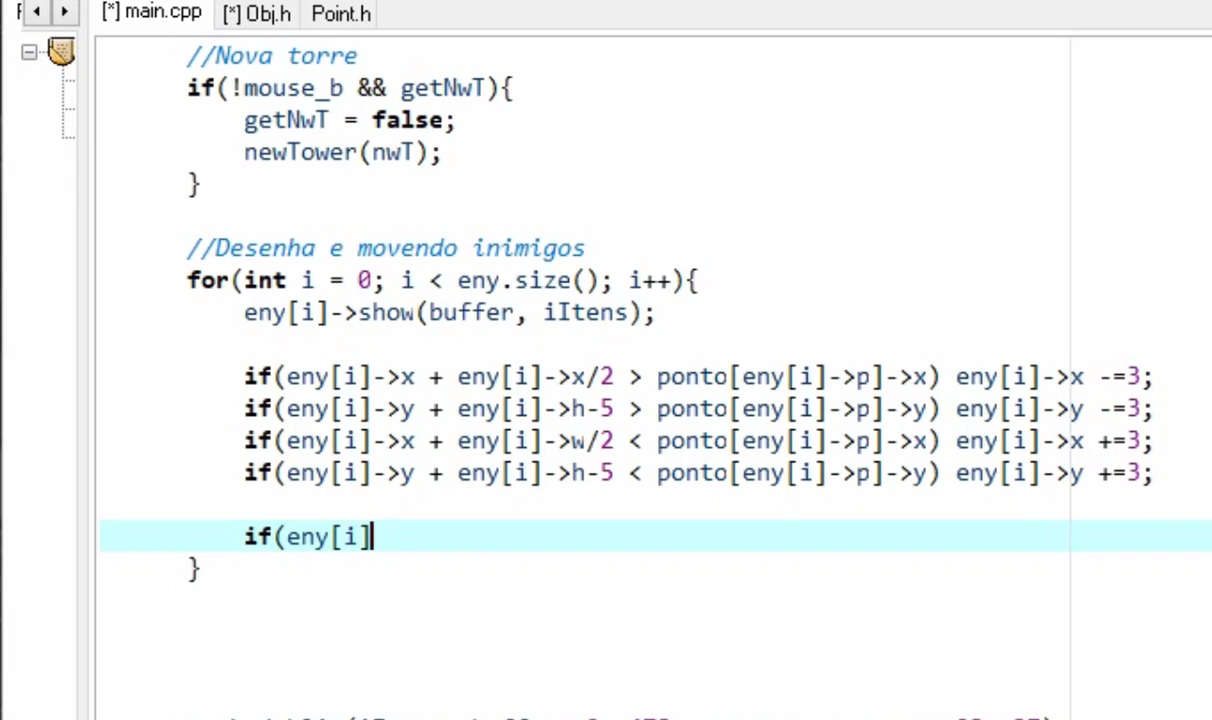 [*] main.cpp [*] Obj.h Point.h
//Nova torre
if(!mouse_b && getNwT){
getNwT = false;
newTower(nwT);
}
//Desenha e movendo inimigos
for(int i = 0; i < eny.size(); i++){
eny[i]->show(buffer, iItens);
if(eny[i]->x + eny[i]->x/2 > ponto[eny[i]->p]->x) eny[i]->x -=3;
if(eny[i]->y + eny[i]->h-5 > ponto[eny[i]->p]->y) eny[i]->y -=3;
if(eny[i]->x + eny[i]->w/2 < ponto[eny[i]->p]->x) eny[i]->x +=3;
if(eny[i]->y + eny[i]->h-5 < ponto[eny[i]->p]->y) eny[i]->y +=3;
if(eny[i]
}